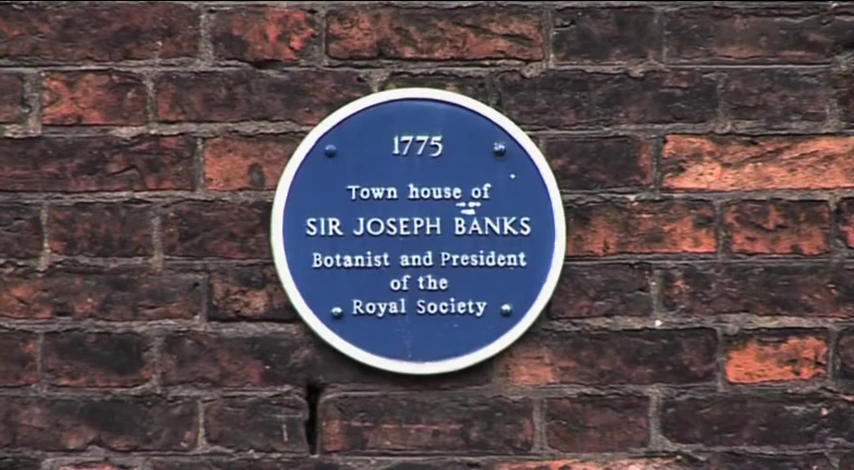 1775
Town house of
SIR JOSEPH BANKS
Botanist and President
of the
Royal Society